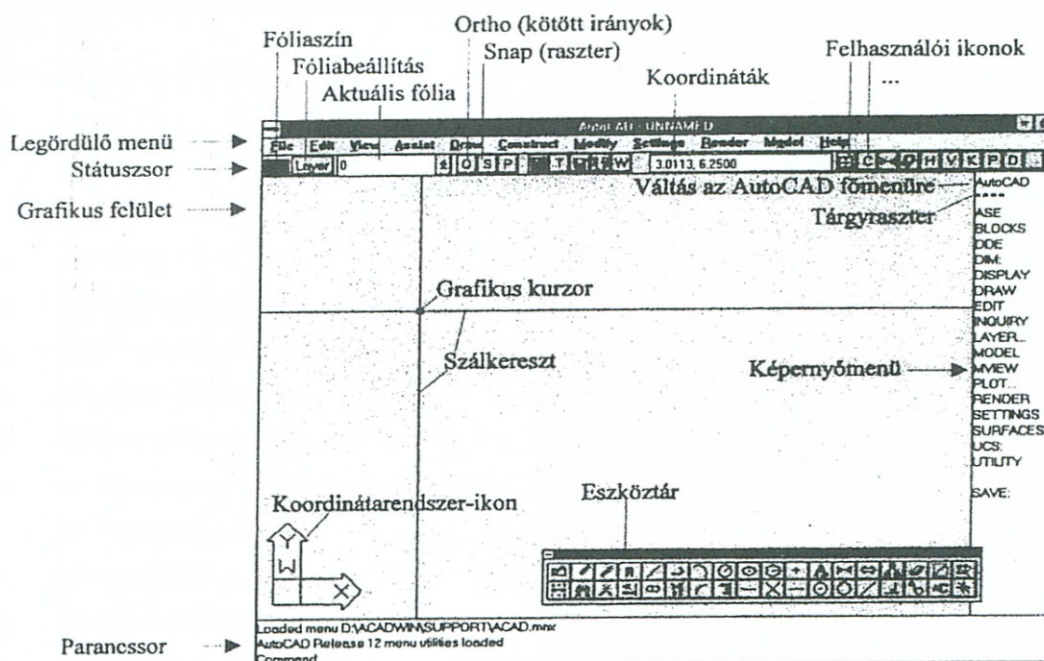 Ortho (kötött irányok)
Fóliaszín
Snap (raszter)
Felhasználói ikonok
Fóliabeállítás
Koordináták
...
Aktuális fólia
AutoCAD - UNNAMED
Legördülő menü
File Edit View Assist Draw Construct Modify Settings Render Model Help
Státuszsor
Layer 0 O S P T W 3.0113, 6.2500 C H V K P D
Grafikus felület
Váltás az AutoCAD főmenüre
AutoCAD
Tárgyraszter
****
ASE
BLOCKS
DDE
DIM:
DISPLAY
DRAW
Grafikus kurzor
EDIT
INQUIRY
LAYER...
Szálkereszt
MODEL
Képernyőmenü
MVIEW
PLOT...
RENDER
SETTINGS
SURFACES
UCS:
UTILITY
Eszköztár
SAVE:
Koordinátarendszer-ikon
Y
W
X
Loaded menu D:\ACADWIN\SUPPORT\ACAD.mnx
AutoCAD Release 12 menu utilities loaded
Parancssor
Command